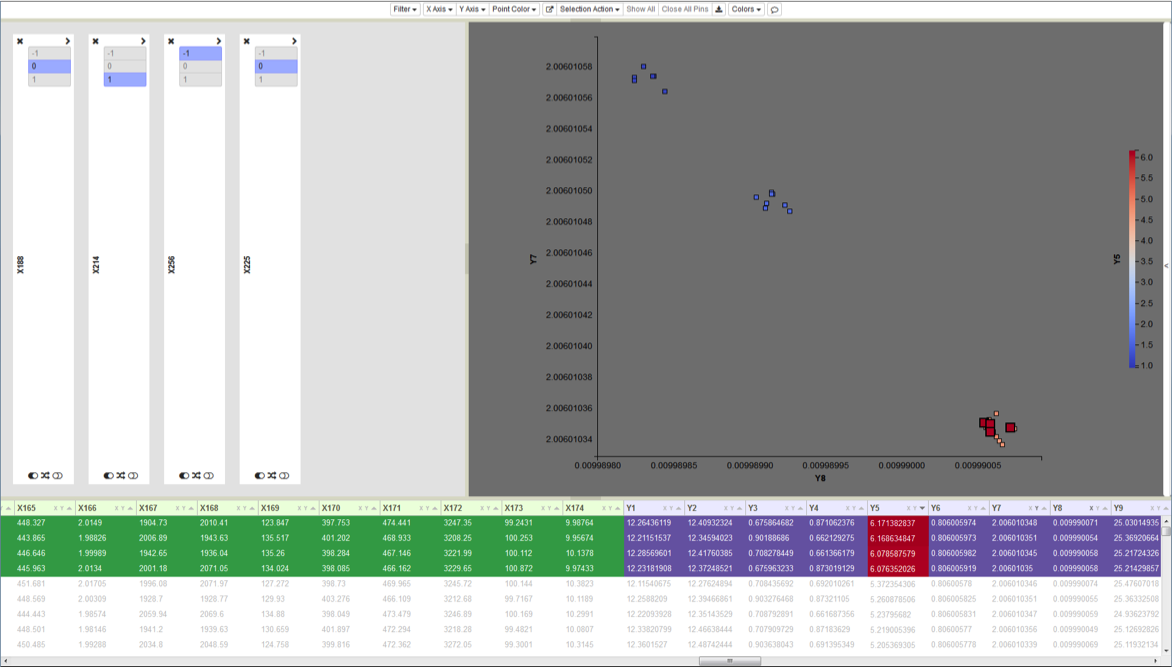 Filter X Axis Y Axis Point Color Selection Action Show All Close All Pins Colors
X188
-1
0
1
X214
-1
0
1
X256
-1
0
1
X225
-1
0
1
Y7
2.00601058
2.00601056
2.00601054
2.00601052
2.00601050
2.00601048
2.00601046
2.00601044
2.00601042
2.00601040
2.00601038
2.00601036
2.00601034
0.00998980 0.00998985 0.00998990 0.00998995 0.00999000 0.00999005
Y8
Y5
6.0
5.5
5.0
4.5
4.0
3.5
3.0
2.5
2.0
1.5
1.0
<
X165 X Y X166 X Y X167 X Y X168 X Y X169 X Y X170 X Y X171 X Y X172 X Y X173 X Y X174 X Y Y1 X Y Y2 X Y Y3 X Y Y4 X Y Y5 X Y Y6 X Y Y7 X Y Y8 X Y Y9 X Y
448.327 2.0149 1904.73 2010.41 123.847 397.753 474.441 3247.35 99.2431 9.98764 12.26436119 12.40932324 0.675864682 0.871062376 6.171382837 0.806005974 2.006010348 0.009990071 25.03014935
443.865 1.98826 2006.89 1943.63 135.517 401.202 468.933 3208.25 100.253 9.95674 12.21151537 12.34594023 0.90188686 0.662129275 6.168634847 0.806005973 2.006010351 0.009990054 25.36920664
446.646 1.99989 1942.65 1936.04 135.26 398.284 467.146 3221.99 100.11 10.1378 12.28569601 12.41760385 0.708278449 0.661366179 6.078587579 0.806005982 2.006010345 0.009990058 25.21724326
445.963 2.0134 2001.18 2071.05 134.024 398.085 466.162 3229.65 100.872 9.97433 12.23181908 12.37248521 0.675963233 0.873019129 6.076352026 0.806005919 2.00601035 0.009990058 25.21429857
451.681 2.01705 1996.08 2071.97 127.272 398.73 469.965 3245.72 100.144 10.3823 12.11540675 12.27624894 0.708435692 0.692010261 5.372354306 0.80600578 2.006010346 0.009990074 25.47607018
448.569 2.00309 1928.7 1928.77 129.93 403.276 466.109 3212.68 99.7167 10.1189 12.2588209 12.39466861 0.903276458 0.87321105 5.260878506 0.806005825 2.006010351 0.009990059 25.36332508
444.443 1.98574 2059.94 2069.6 134.88 398.049 473.479 3246.89 100.169 10.2991 12.22093928 12.35143529 0.708792891 0.661687356 5.23795682 0.806005831 2.006010347 0.009990055 24.93623792
448.501 1.98146 1941.2 1939.63 130.659 401.897 472.294 3218.28 99.4821 10.0807 12.33820799 12.46638444 0.707909729 0.87183629 5.219005396 0.80600577 2.006010356 0.009990049 25.12692826
450.485 1.99288 2034.8 2048.59 124.758 399.816 472.362 3272.05 99.3001 10.3145 12.3601527 12.48742444 0.903028043 0.691395349 5.205369305 0.80600578 2.006010339 0.009990058 25.11932134